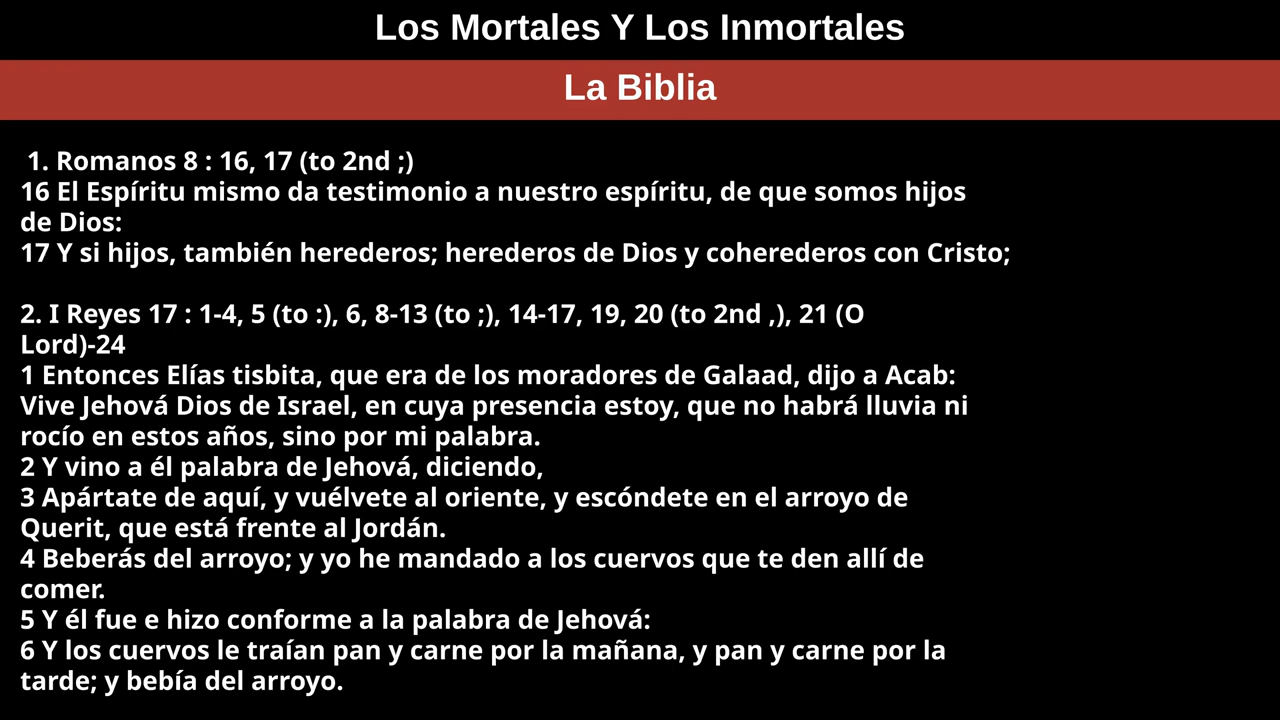 Los Mortales Y Los Inmortales
La Biblia
1. Romanos 8 : 16, 17 (to 2nd ;)
16 El Espíritu mismo da testimonio a nuestro espíritu, de que somos hijos
de Dios:
17 Y si hijos, también herederos; herederos de Dios y coherederos con Cristo;
2. I Reyes 17 : 1-4, 5 (to :), 6, 8-13 (to ;), 14-17, 19, 20 (to 2nd ,), 21 (O
Lord)-24
1 Entonces Elías tisbita, que era de los moradores de Galaad, dijo a Acab:
Vive Jehová Dios de Israel, en cuya presencia estoy, que no habrá lluvia ni
rocío en estos años, sino por mi palabra.
2 Y vino a él palabra de Jehová, diciendo,
3 Apártate de aquí, y vuélvete al oriente, y escóndete en el arroyo de
Querit, que está frente al Jordán.
4 Beberás del arroyo; y yo he mandado a los cuervos que te den allí de
comer.
5 Y él fue e hizo conforme a la palabra de Jehová:
6 Y los cuervos le traían pan y carne por la mañana, y pan y carne por la
tarde; y bebía del arroyo.